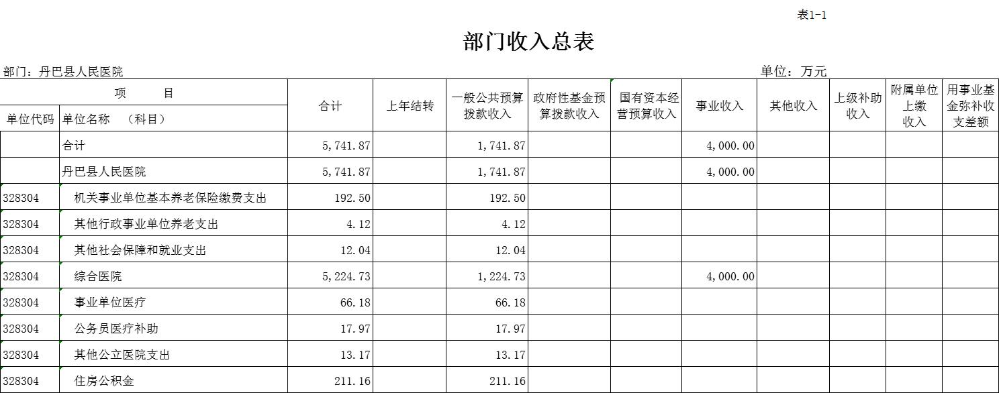 表1-1
部门收入总表
部门：丹巴县人民医院 单位：万元
项 目 合计 上年结转 一般公共预算拨款收入 政府性基金预算拨款收入 国有资本经营预算收入 事业收入 其他收入 上级补助收入 附属单位上缴收入 用事业基金弥补收支差额
单位代码 单位名称 （科目）
合计 5,741.87 1,741.87 4,000.00
丹巴县人民医院 5,741.87 1,741.87 4,000.00
328304 机关事业单位基本养老保险缴费支出 192.50 192.50
328304 其他行政事业单位养老支出 4.12 4.12
328304 其他社会保障和就业支出 12.04 12.04
328304 综合医院 5,224.73 1,224.73 4,000.00
328304 事业单位医疗 66.18 66.18
328304 公务员医疗补助 17.97 17.97
328304 其他公立医院支出 13.17 13.17
328304 住房公积金 211.16 211.16